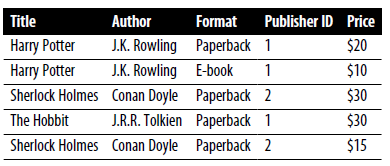 Title Author Format Publisher ID Price
Harry Potter J.K. Rowling Paperback 1 $20
Harry Potter J.K. Rowling E-book 1 $10
Sherlock Holmes Conan Doyle Paperback 2 $30
The Hobbit J.R.R. Tolkien Paperback 1 $30
Sherlock Holmes Conan Doyle Paperback 2 $15